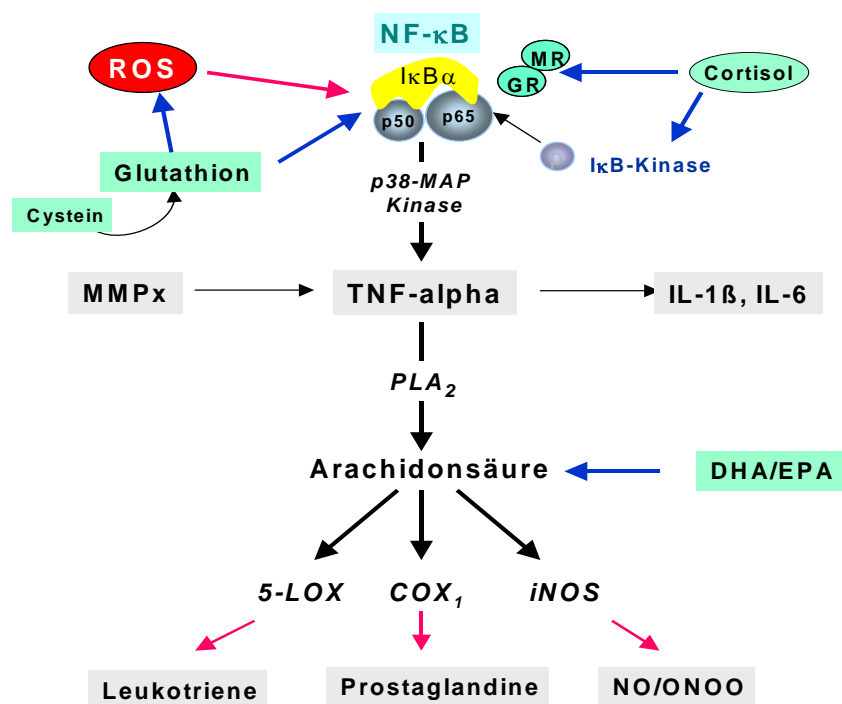 NF-κB
ROS
IκBα
MR
GR
Cortisol
p50
p65
Glutathion
IκB-Kinase
p38-MAP
Kinase
Cystein
MMPx
TNF-alpha
IL-1ß, IL-6
PLA₂
Arachidonsäure
DHA/EPA
5-LOX
COX₁
iNOS
Leukotriene
Prostaglandine
NO/ONOO